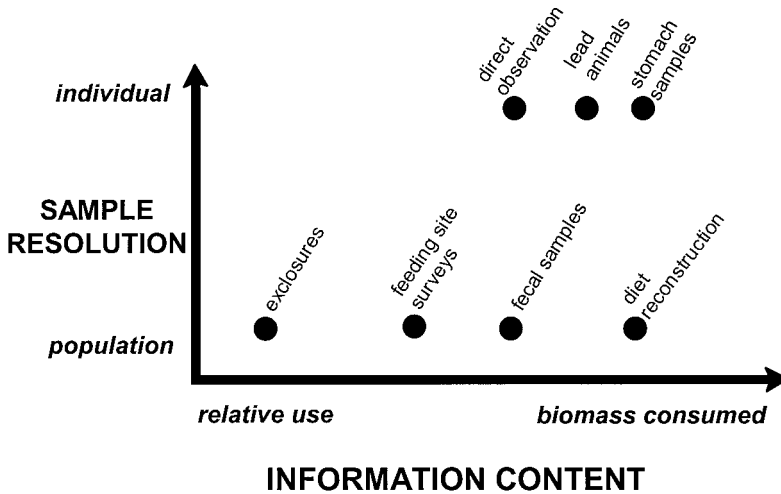 direct
observation
lead
animals
stomach
samples
individual
SAMPLE
RESOLUTION
exclosures
feeding site
surveys
fecal samples
diet
reconstruction
population
relative use
biomass consumed
INFORMATION CONTENT